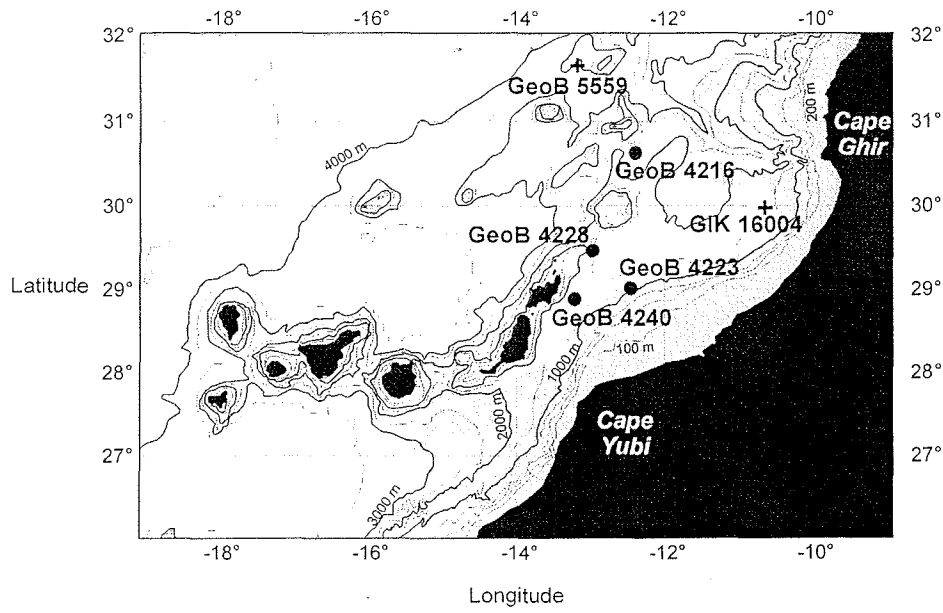 -18° -16° -14° -12° -10°
32° 32°
GeoB 5559
200 m
31° 31°
Cape
Ghir
4000 m
GeoB 4216
30° 30°
GIK 16004
GeoB 4228
GeoB 4223
Latitude
29° 29°
GeoB 4240
100 m
1000 m
28° 28°
2000 m
Cape
Yubi
27° 27°
3000 m
-18° -16° -14° -12° -10°
Longitude